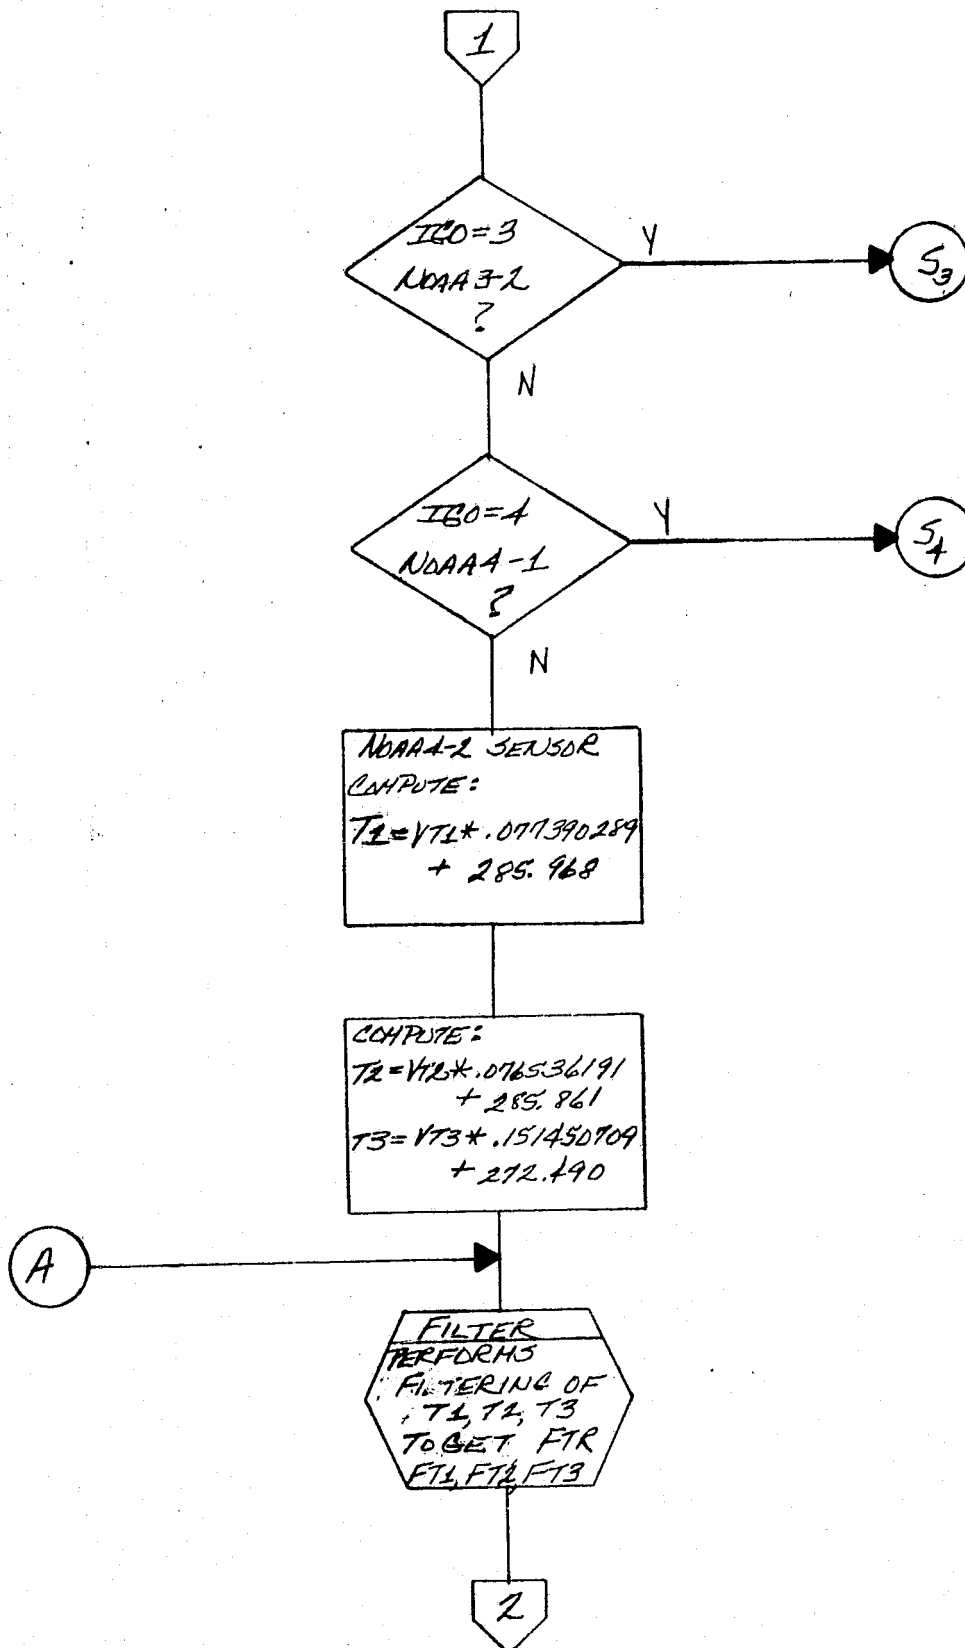 1
IGO=3
NOAA3-2
?
Y
S3
N
IGO=4
NOAA4-1
?
Y
S4
N
NOAA4-2 SENSOR
COMPUTE:
T1=VT1*.077390289
+ 285.968
COMPUTE:
T2=VT2*.076536191
+ 285.861
T3=VT3*.151450709
+ 272.490
A
FILTER
PERFORMS
FILTERING OF
T1, T2, T3
TO GET FTR
FT1, FT2, FT3
2